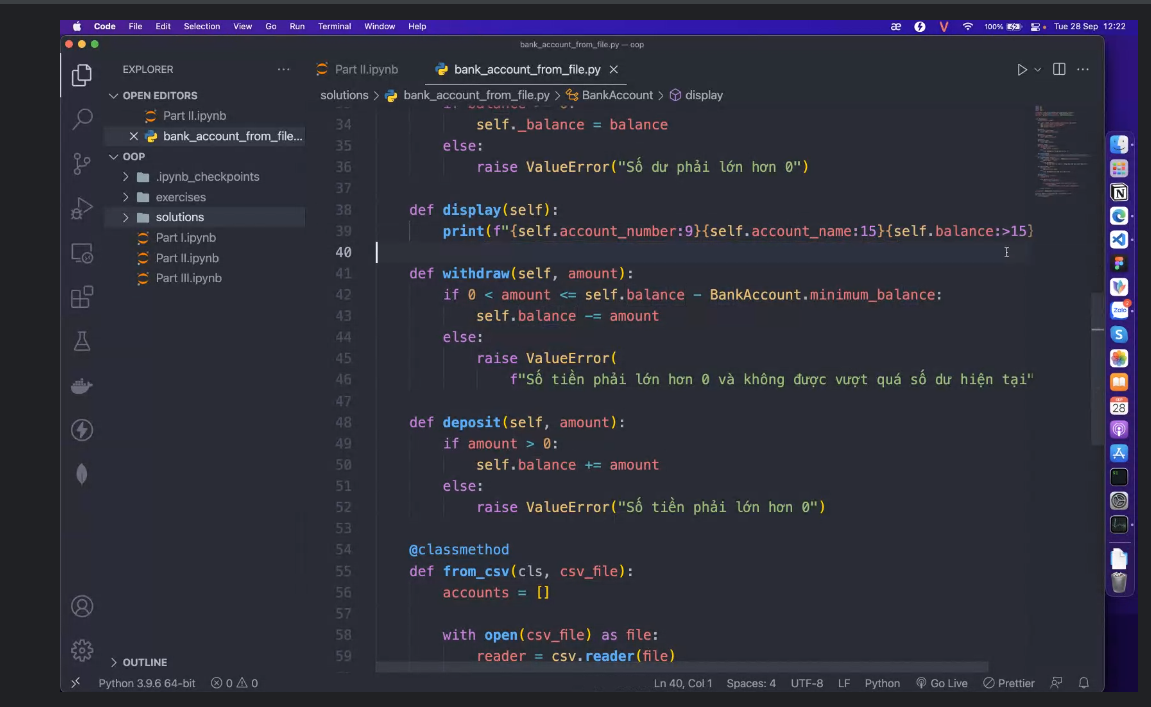 Code File Edit Selection View Go Run Terminal Window Help
æ V 100% Tue 28 Sep 12:22
bank_account_from_file.py — oop
EXPLORER
Part II.ipynb bank_account_from_file.py
OPEN EDITORS
Part II.ipynb
bank_account_from_file...
OOP
.ipynb_checkpoints
exercises
solutions
Part I.ipynb
Part II.ipynb
Part III.ipynb
OUTLINE
solutions > bank_account_from_file.py > BankAccount > display
34 self._balance = balance
35 else:
36 raise ValueError("Số dư phải lớn hơn 0")
37
38 def display(self):
39 print(f"{self.account_number:9}{self.account_name:15}{self.balance:>15}
40
41 def withdraw(self, amount):
42 if 0 < amount <= self.balance - BankAccount.minimum_balance:
43 self.balance -= amount
44 else:
45 raise ValueError(
46 f"Số tiền phải lớn hơn 0 và không được vượt quá số dư hiện tại"
47
48 def deposit(self, amount):
49 if amount > 0:
50 self.balance += amount
51 else:
52 raise ValueError("Số tiền phải lớn hơn 0")
53
54 @classmethod
55 def from_csv(cls, csv_file):
56 accounts = []
57
58 with open(csv_file) as file:
59 reader = csv.reader(file)
Zalo
28
Python 3.9.6 64-bit 0 0 Ln 40, Col 1 Spaces: 4 UTF-8 LF Python Go Live Prettier